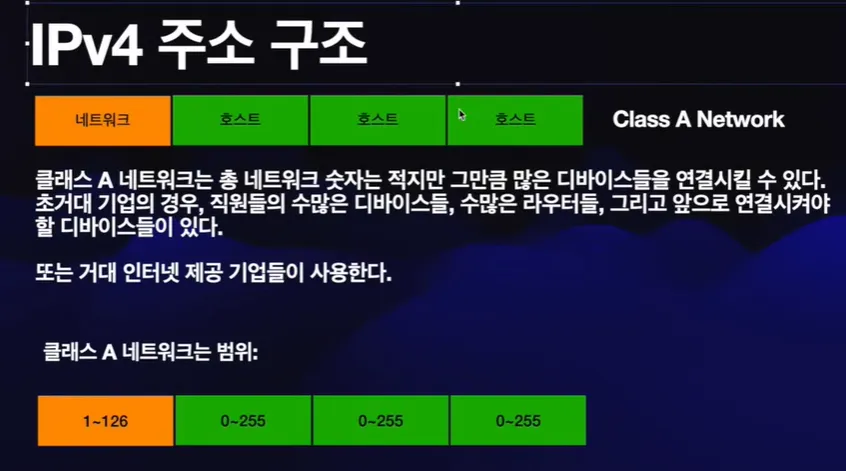 IPv4 주소 구조
네트워크 호스트 호스트 호스트 Class A Network
클래스 A 네트워크는 총 네트워크 숫자는 적지만 그만큼 많은 디바이스들을 연결시킬 수 있다.
초거대 기업의 경우, 직원들의 수많은 디바이스들, 수많은 라우터들, 그리고 앞으로 연결시켜야
할 디바이스들이 있다.
또는 거대 인터넷 제공 기업들이 사용한다.
클래스 A 네트워크는 범위:
1~126 0~255 0~255 0~255